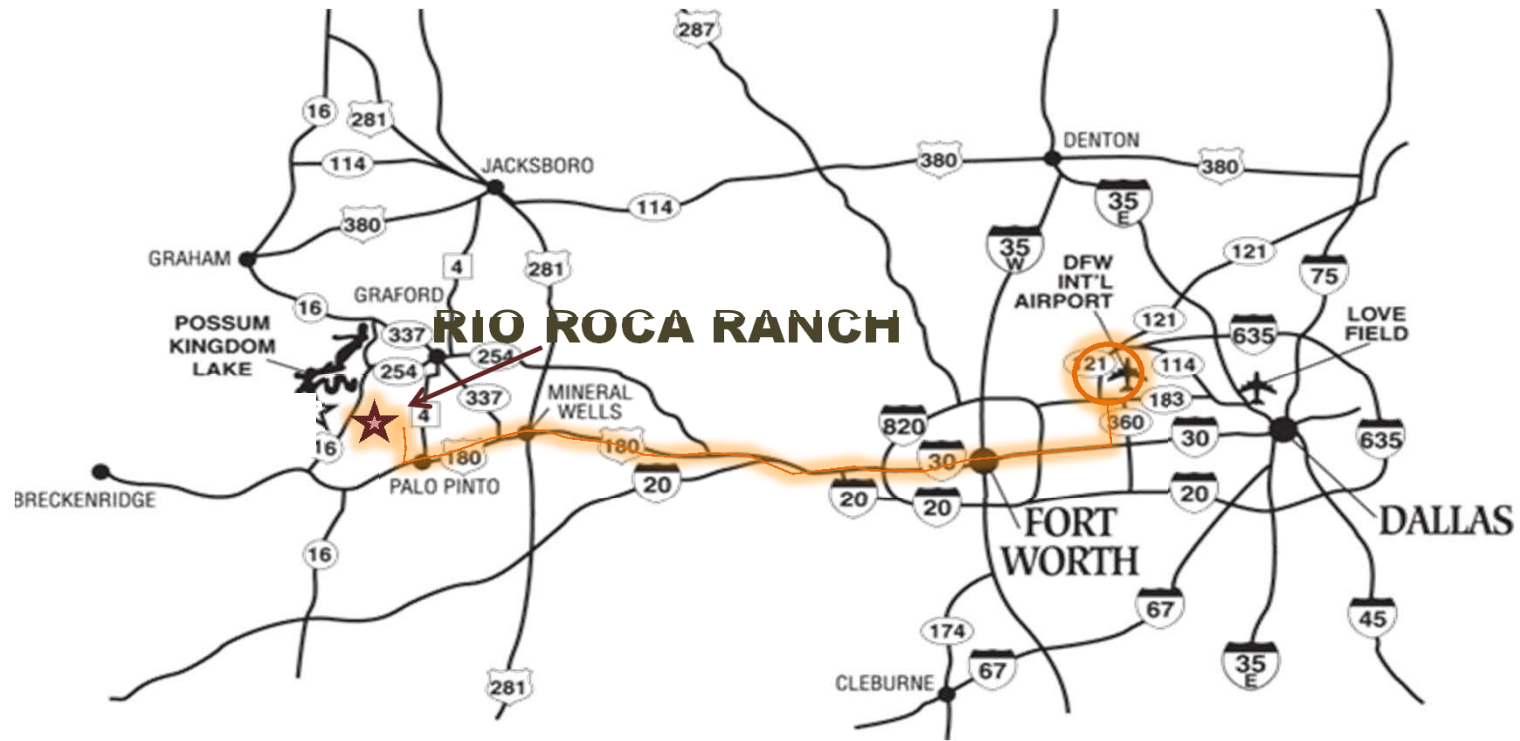 287
16
281
DENTON
114
JACKSBORO
380
380
35
E
114
380
35
W
121
GRAHAM
4
281
DFW
INT'L
AIRPORT
75
16
GRAFORD
POSSUM
KINGDOM
LAKE
337
RIO ROCA RANCH
121
635
LOVE
FIELD
254
254
21
114
337
MINERAL
WELLS
183
4
820
360
16
180
180
30
30
635
BRECKENRIDGE
PALO PINTO
20
20
20
20
FORT
WORTH
DALLAS
16
67
45
174
67
35
E
281
CLEBURNE